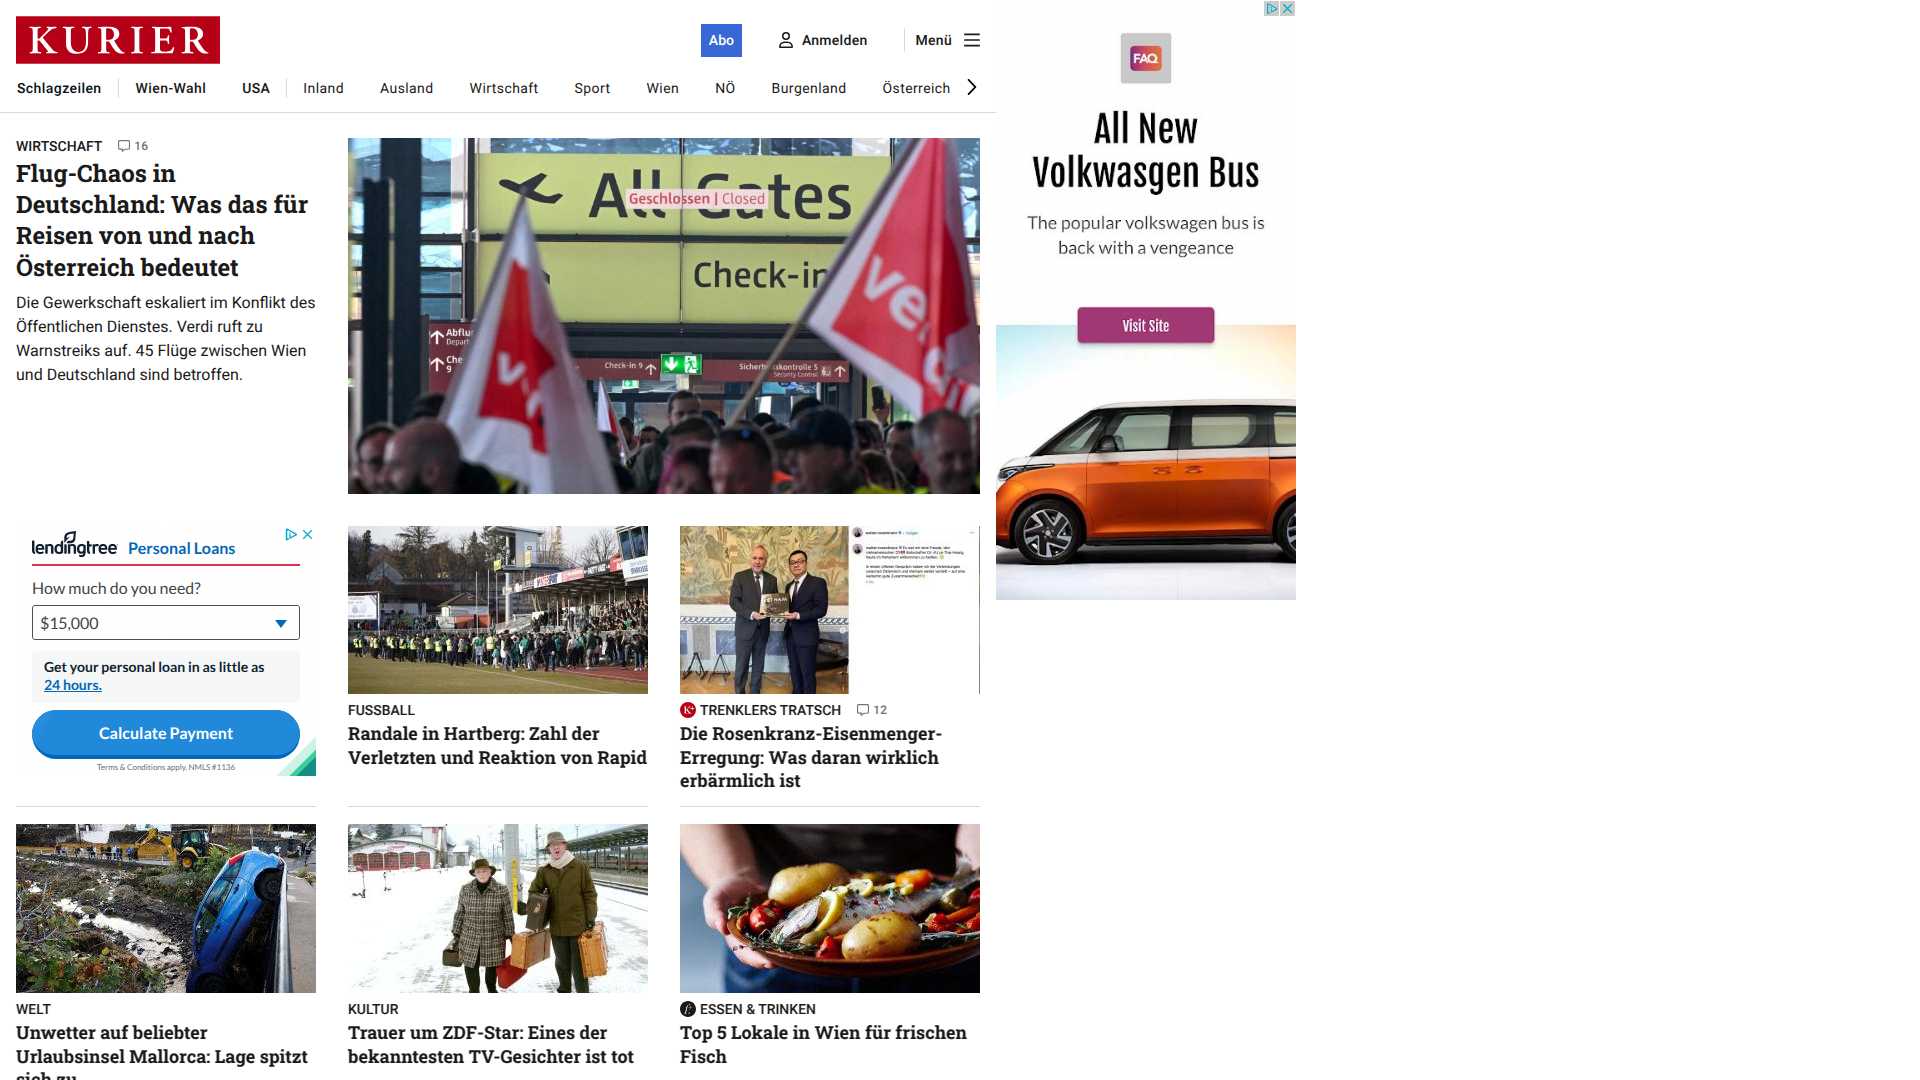 KURIER
Abo
Anmelden
Menü
Schlagzeilen
Wien-Wahl
USA
Inland
Ausland
Wirtschaft
Sport
Wien
NÖ
Burgenland
Österreich
WIRTSCHAFT 16
Flug-Chaos in
Deutschland: Was das für
Reisen von und nach
Österreich bedeutet
Die Gewerkschaft eskaliert im Konflikt des
Öffentlichen Dienstes. Verdi ruft zu
Warnstreiks auf. 45 Flüge zwischen Wien
und Deutschland sind betroffen.
All Gates
Geschlossen | Closed
Check-in
Check-in 9
Security Control
FAQ
All New
Volkwasgen Bus
The popular volkswagen bus is
back with a vengeance
Visit Site
lendingtree Personal Loans
How much do you need?
$15,000
Get your personal loan in as little as
24 hours.
Calculate Payment
Terms & Conditions apply. NMLS #1136
FUSSBALL
Randale in Hartberg: Zahl der
Verletzten und Reaktion von Rapid
K+ TRENKLERS TRATSCH 12
Die Rosenkranz-Eisenmenger-
Erregung: Was daran wirklich
erbärmlich ist
WELT
Unwetter auf beliebter
Urlaubsinsel Mallorca: Lage spitzt
sich zu
KULTUR
Trauer um ZDF-Star: Eines der
bekanntesten TV-Gesichter ist tot
ESSEN & TRINKEN
Top 5 Lokale in Wien für frischen
Fisch